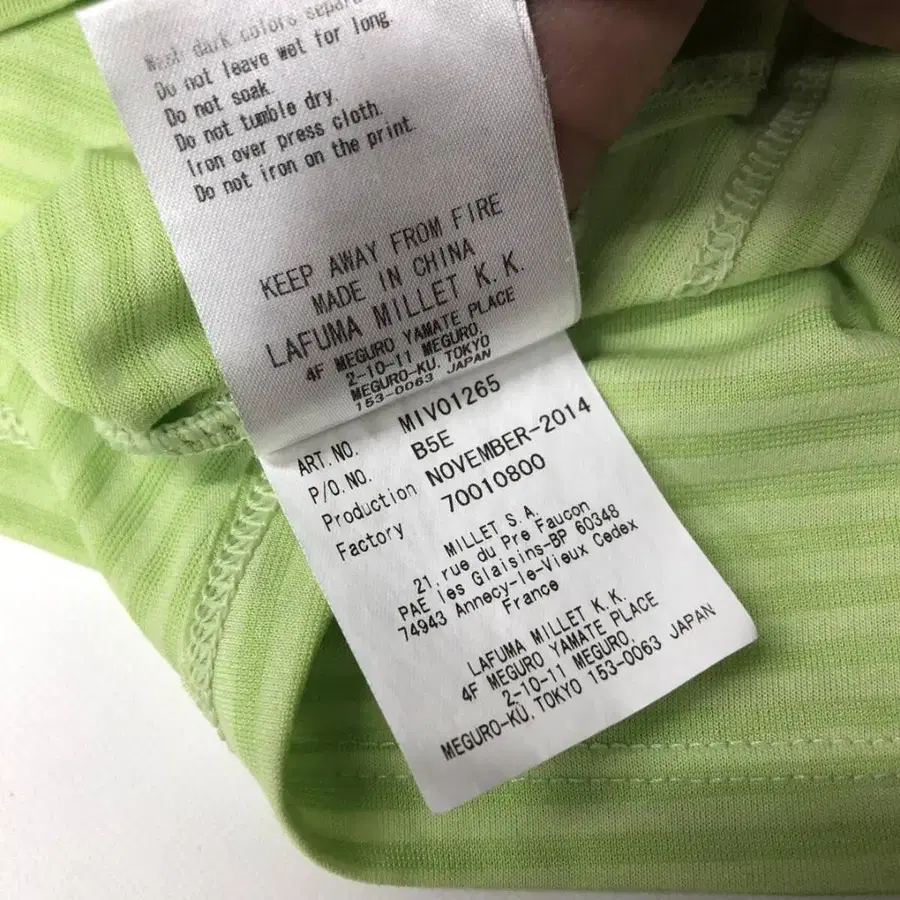 Wash dark colors separa
Do not leave wet for long.
Do not soak.
Do not tumble dry.
Iron over press cloth.
Do not iron on the print.
KEEP AWAY FROM FIRE
MADE IN CHINA
LAFUMA MILLET K.K.
4F MEGURO YAMATE PLACE
2-10-11 MEGURO,
MEGURO-KU, TOKYO
153-0063 JAPAN
ART.NO. MIV01265
P/O.NO. B5E
Production NOVEMBER-2014
Factory 70010800
MILLET S.A.
21,rue du Pre Faucon
PAE les Glaisins-BP 60348
74943 Annecy-le-Vieux Cedex
France
LAFUMA MILLET K.K.
4F MEGURO YAMATE PLACE
2-10-11 MEGURO,
MEGURO-KU, TOKYO 153-0063 JAPAN